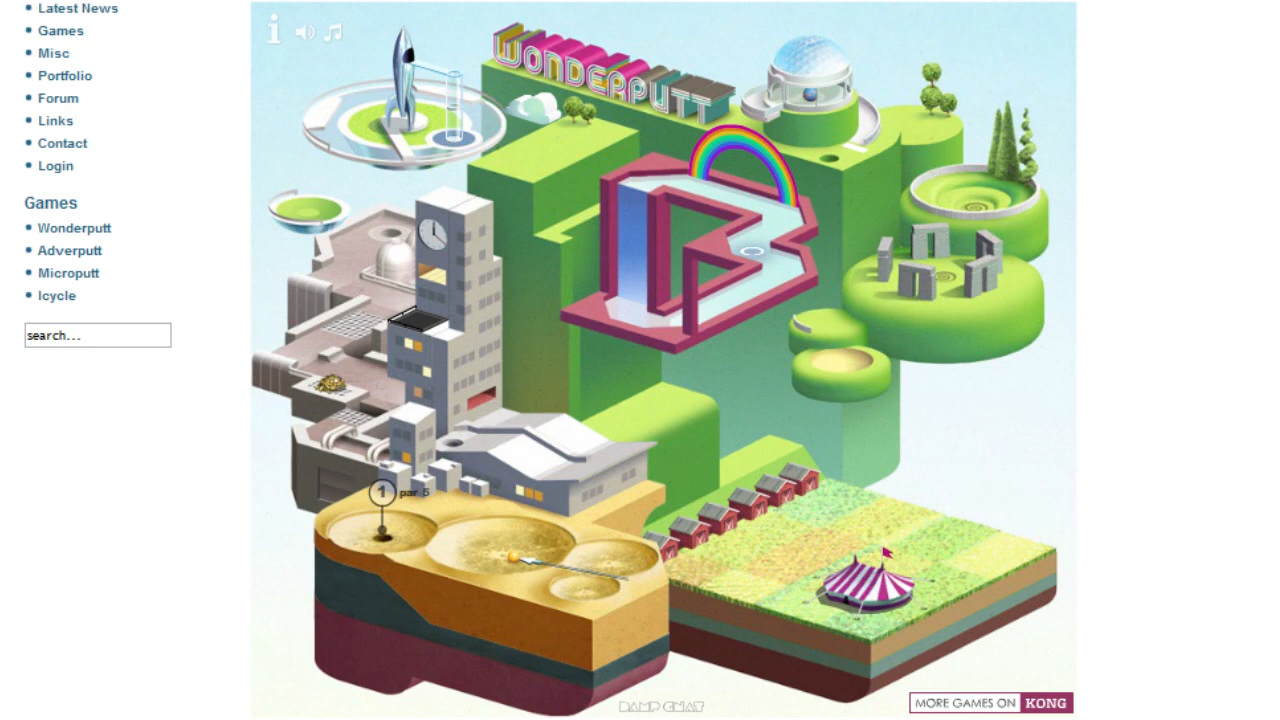 Latest News
Games
Misc
Portfolio
Forum
Links
Contact
Login
Games
Wonderputt
Adverputt
Microputt
Icycle
search...
i
WONDERPUTT
1 par 5
DAMP GNAT
MORE GAMES ON KONG